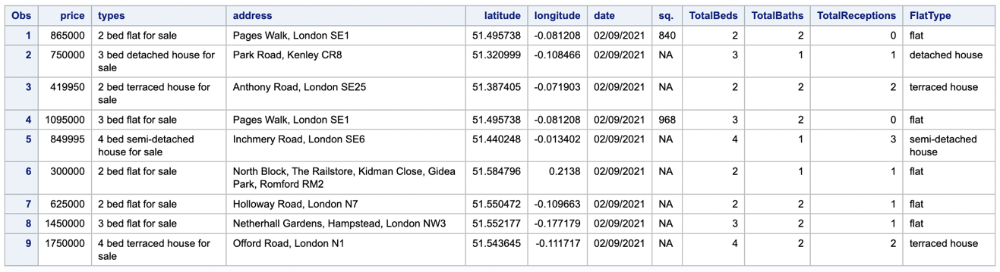 Obs price types address latitude longitude date sq. TotalBeds TotalBaths TotalReceptions FlatType
1 865000 2 bed flat for sale Pages Walk, London SE1 51.495738 -0.081208 02/09/2021 840 2 2 0 flat
2 750000 3 bed detached house for Park Road, Kenley CR8 51.320999 -0.108466 02/09/2021 NA 3 1 1 detached house
sale
3 419950 2 bed terraced house for Anthony Road, London SE25 51.387405 -0.071903 02/09/2021 NA 2 2 2 terraced house
sale
4 1095000 3 bed flat for sale Pages Walk, London SE1 51.495738 -0.081208 02/09/2021 968 3 2 0 flat
5 849995 4 bed semi-detached Inchmery Road, London SE6 51.440248 -0.013402 02/09/2021 NA 4 1 3 semi-detached
house for sale house
6 300000 2 bed flat for sale North Block, The Railstore, Kidman Close, Gidea 51.584796 0.2138 02/09/2021 NA 2 1 1 flat
Park, Romford RM2
7 625000 2 bed flat for sale Holloway Road, London N7 51.550472 -0.109663 02/09/2021 NA 2 2 1 flat
8 1450000 3 bed flat for sale Netherhall Gardens, Hampstead, London NW3 51.552177 -0.177179 02/09/2021 NA 3 2 1 flat
9 1750000 4 bed terraced house for Offord Road, London N1 51.543645 -0.111717 02/09/2021 NA 4 2 2 terraced house
sale